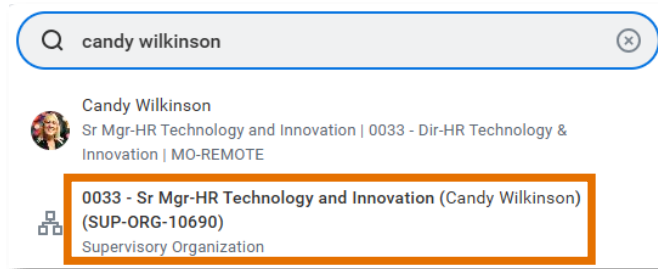 candy wilkinson
Candy Wilkinson
Sr Mgr-HR Technology and Innovation | 0033 - Dir-HR Technology &
Innovation | MO-REMOTE
0033 - Sr Mgr-HR Technology and Innovation (Candy Wilkinson)
(SUP-ORG-10690)
Supervisory Organization